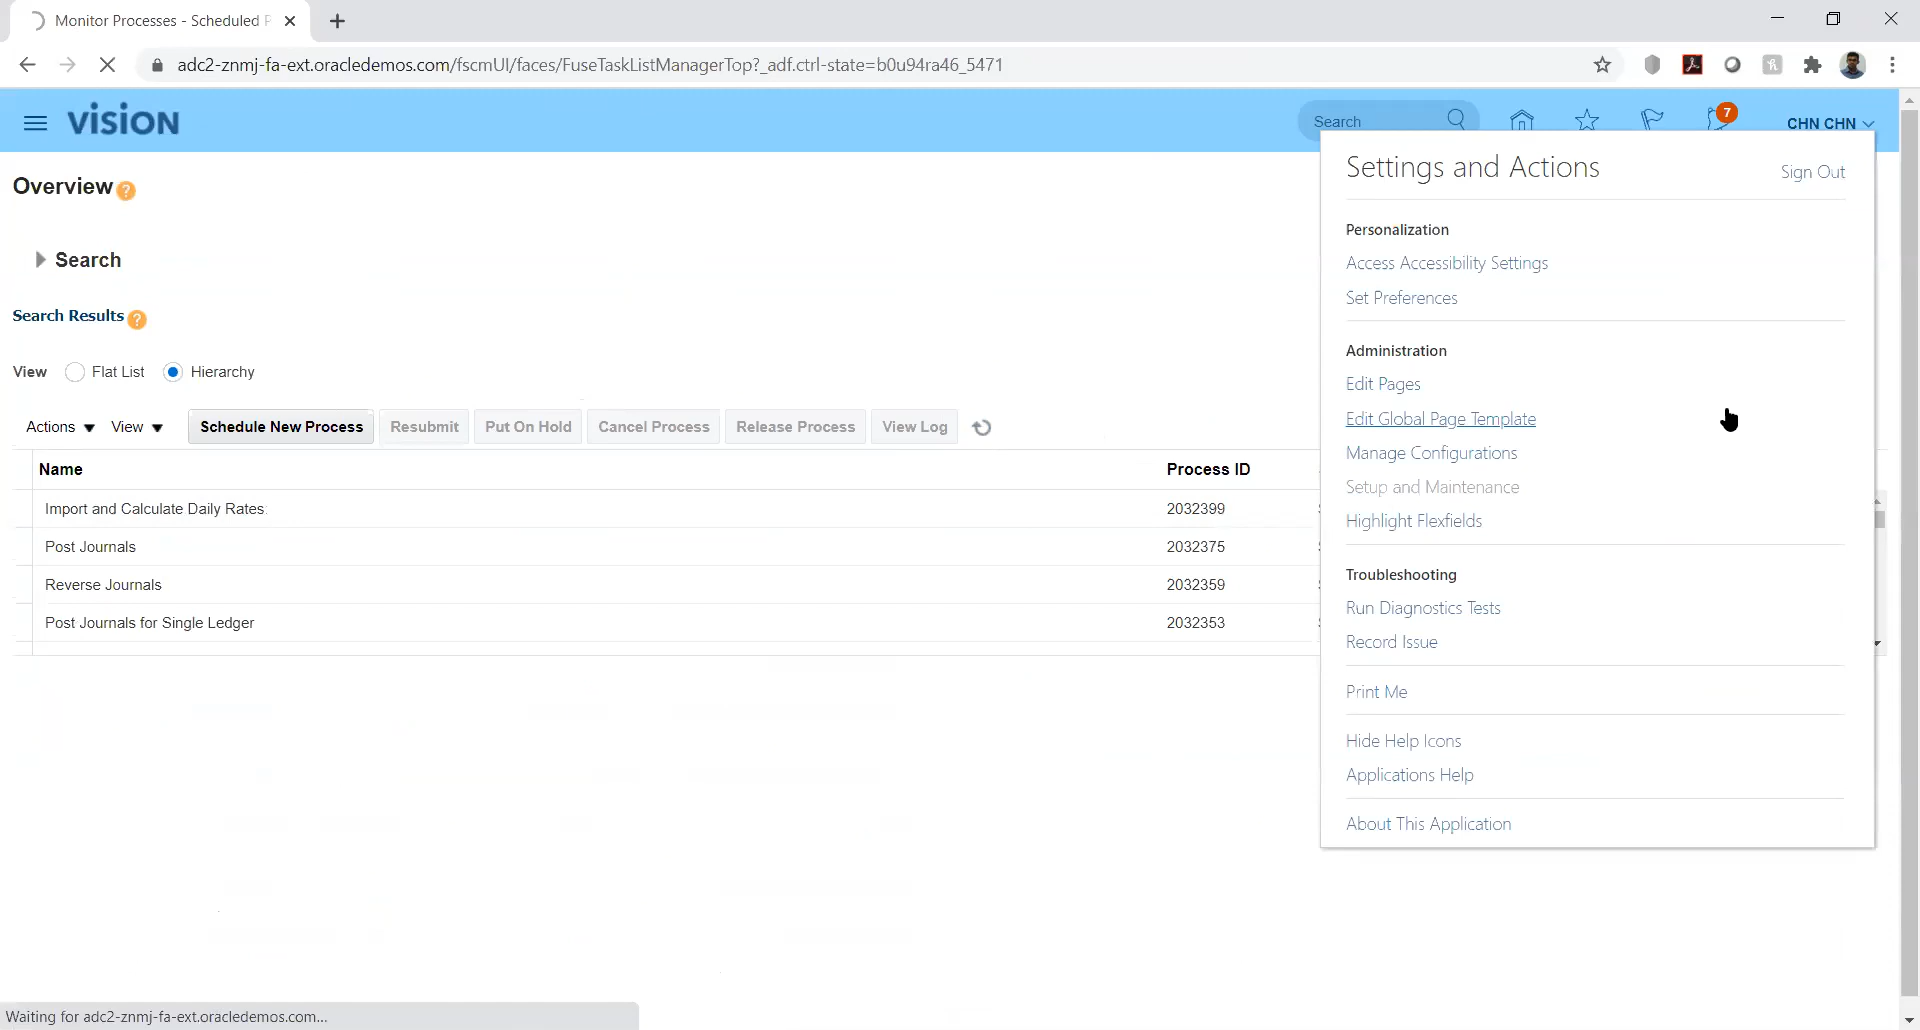 Monitor Processes - Scheduled P
adc2-znmj-fa-ext.oracledemos.com/fscmUI/faces/FuseTaskListManagerTop?_adf.ctrl-state=b0u94ra46_5471
vision
Search
7
CHN CHN
Settings and Actions
Sign Out
Overview
?
Personalization
Access Accessibility Settings
Set Preferences
Search
Search Results
?
Administration
Edit Pages
Edit Global Page Template
Manage Configurations
Setup and Maintenance
Highlight Flexfields
View Flat List Hierarchy
Actions View Schedule New Process Resubmit Put On Hold Cancel Process Release Process View Log
Name Process ID
Import and Calculate Daily Rates: 2032399
Post Journals 2032375
Reverse Journals 2032359
Post Journals for Single Ledger 2032353
Troubleshooting
Run Diagnostics Tests
Record Issue
Print Me
Hide Help Icons
Applications Help
About This Application
Waiting for adc2-znmj-fa-ext.oracledemos.com...